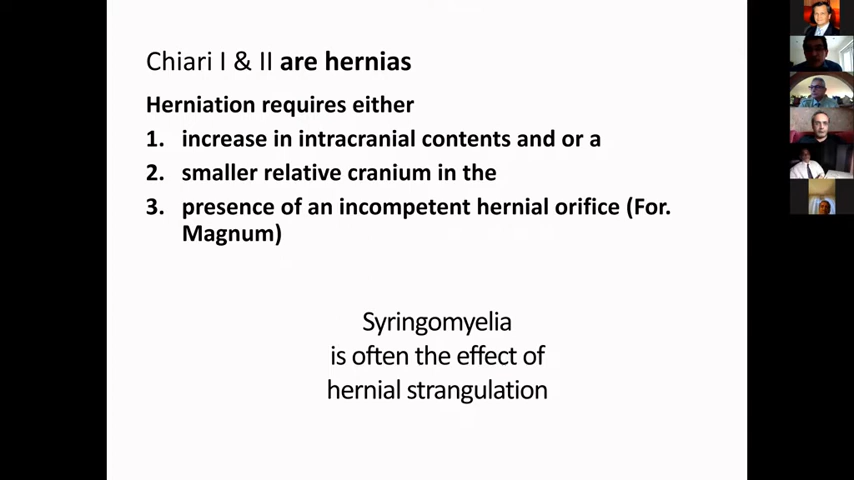 Chiari I & II are hernias
Herniation requires either
1. increase in intracranial contents and or a
2. smaller relative cranium in the
3. presence of an incompetent hernial orifice (For.
Magnum)
Syringomyelia
is often the effect of
hernial strangulation